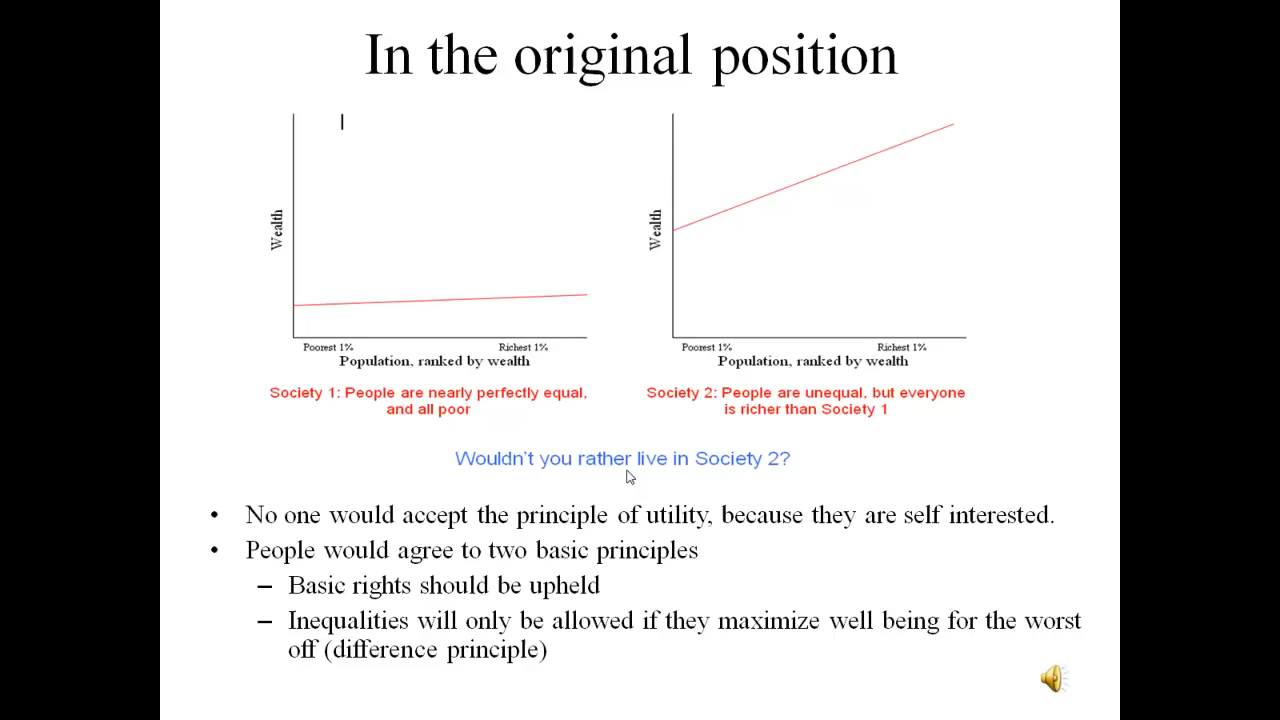 In the original position
Wealth
Poorest 1%
Richest 1%
Population, ranked by wealth
Society 1: People are nearly perfectly equal,
and all poor
Wealth
Poorest 1%
Richest 1%
Population, ranked by wealth
Society 2: People are unequal, but everyone
is richer than Society 1
Wouldn't you rather live in Society 2?
• No one would accept the principle of utility, because they are self interested.
• People would agree to two basic principles
– Basic rights should be upheld
– Inequalities will only be allowed if they maximize well being for the worst
off (difference principle)